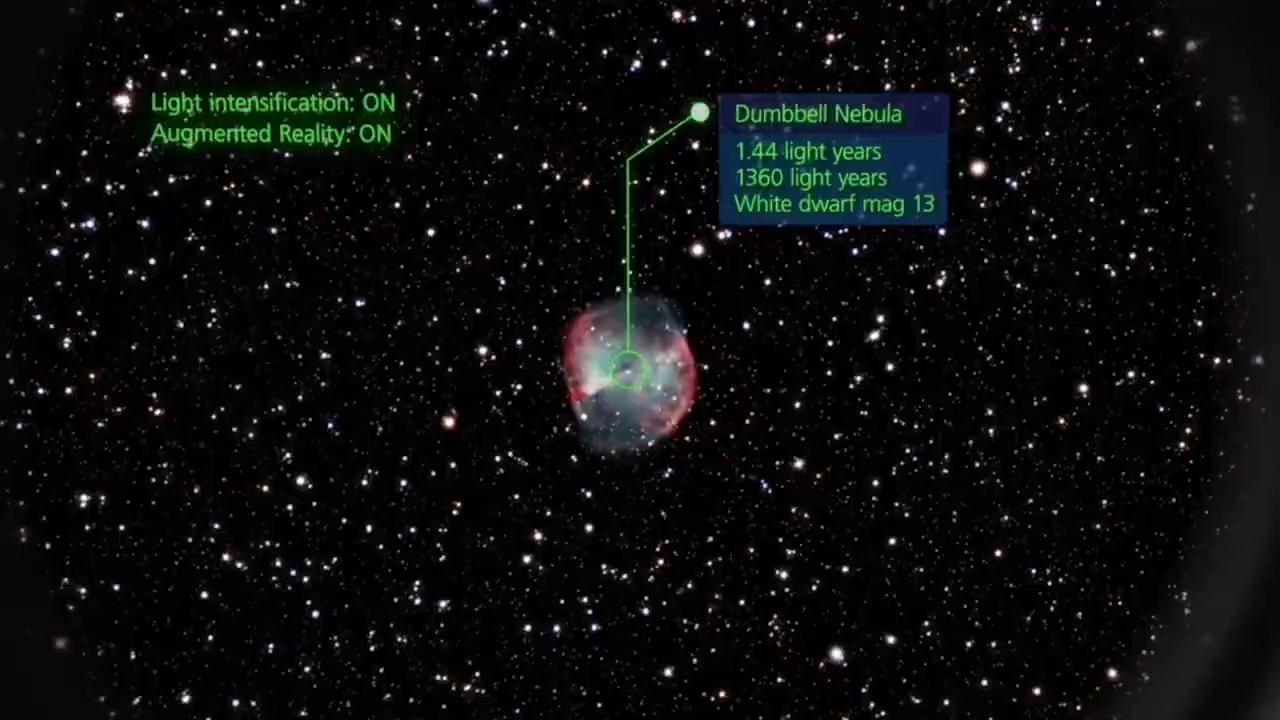 Light intensification: ON
Augmented Reality: ON
Dumbbell Nebula
1.44 light years
1360 light years
White dwarf mag 13